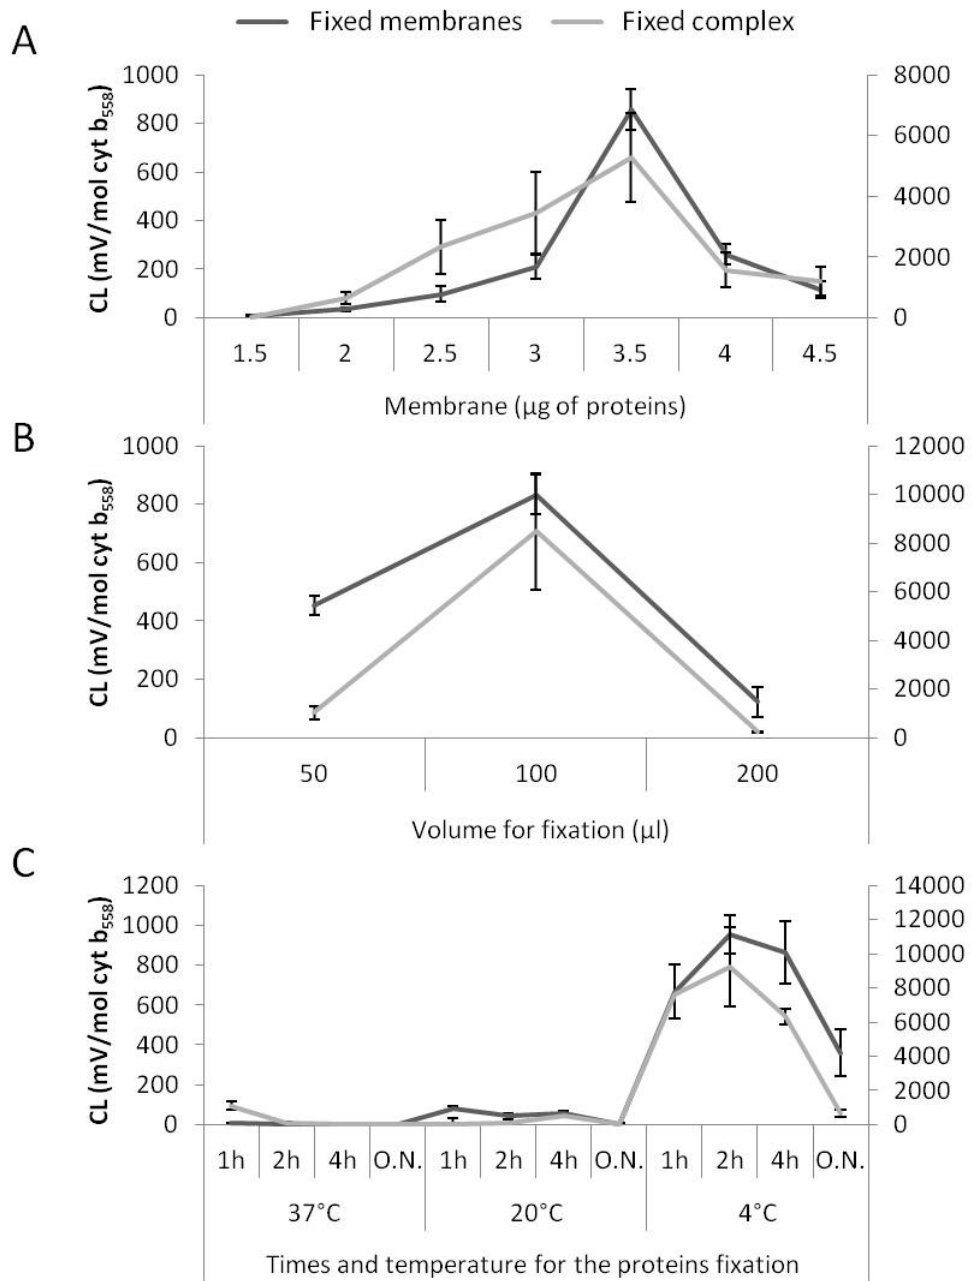 Fixed membranes Fixed complex
A
CL (mV/mol cyt b558)
1000 8000
800
6000
600
4000
400
2000
200
0 0
1.5 2 2.5 3 3.5 4 4.5
Membrane (µg of proteins)
B
CL (mV/mol cyt b558)
1000 12000
10000
800
8000
600
6000
400
4000
200
2000
0 0
50 100 200
Volume for fixation (µl)
C
CL (mV/mol cyt b558)
1200 14000
12000
1000
10000
800
8000
600
6000
400
4000
200
2000
0 0
1h 2h 4h O.N. 1h 2h 4h O.N. 1h 2h 4h O.N.
37°C 20°C 4°C
Times and temperature for the proteins fixation